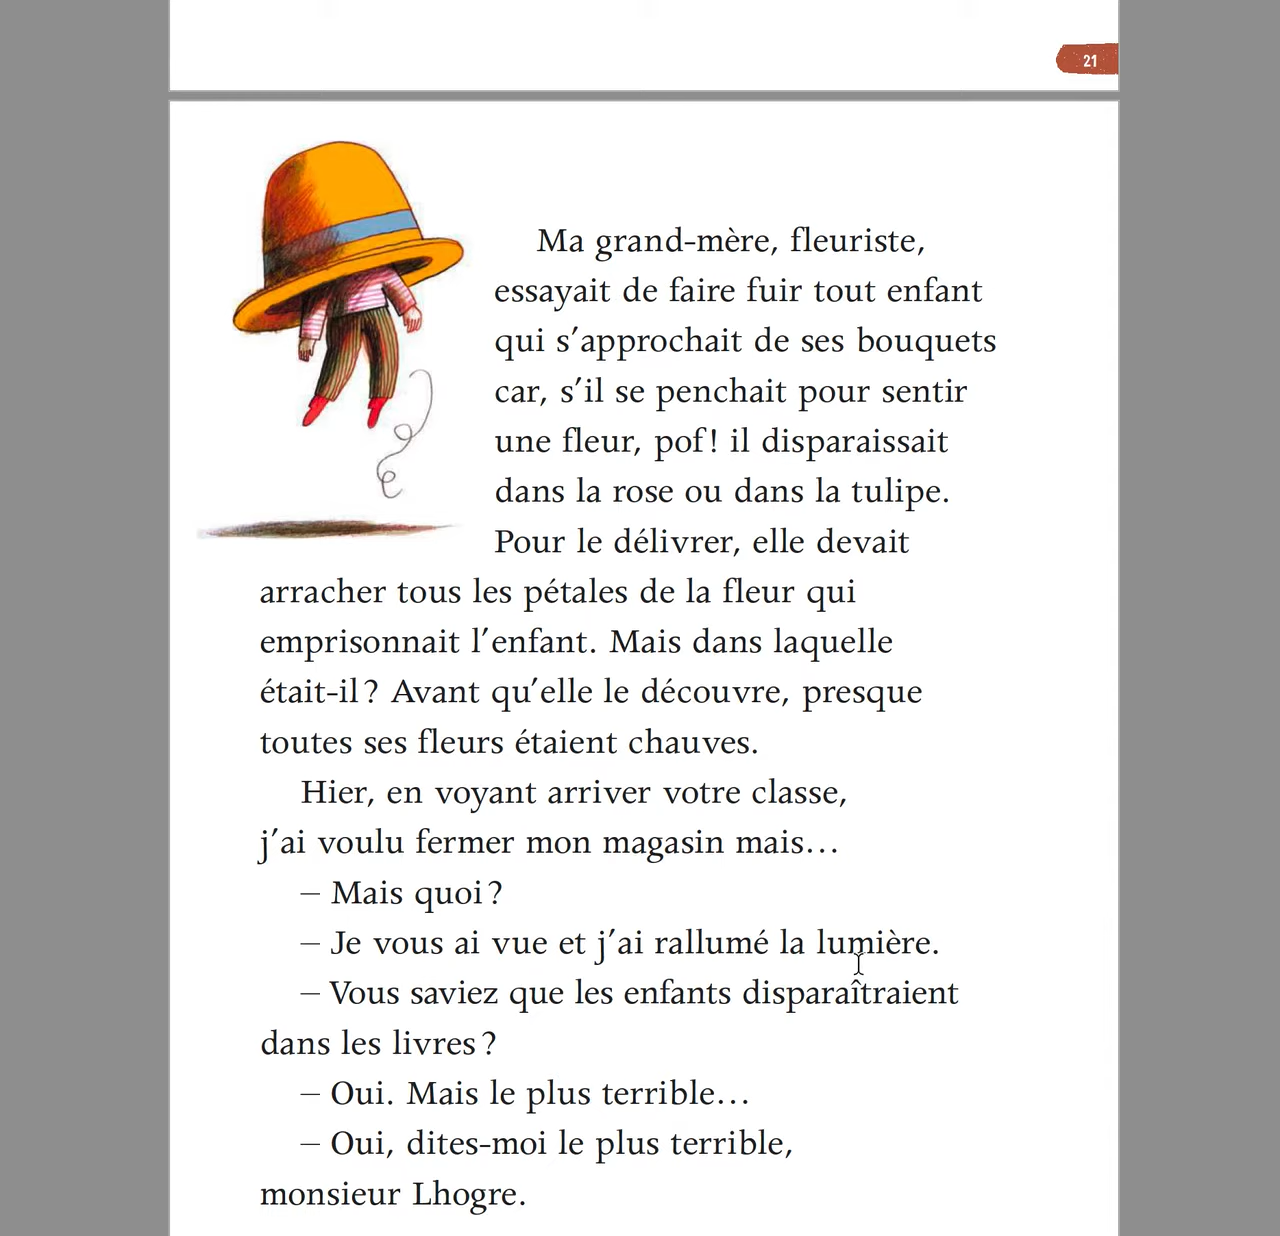 21
Ma grand-mère, fleuriste,
essayait de faire fuir tout enfant
qui s’approchait de ses bouquets
car, s’il se penchait pour sentir
une fleur, pof ! il disparaissait
dans la rose ou dans la tulipe.
Pour le délivrer, elle devait
arracher tous les pétales de la fleur qui
emprisonnait l’enfant. Mais dans laquelle
était-il ? Avant qu’elle le découvre, presque
toutes ses fleurs étaient chauves.
Hier, en voyant arriver votre classe,
j’ai voulu fermer mon magasin mais…
– Mais quoi ?
– Je vous ai vue et j’ai rallumé la lumière.
– Vous saviez que les enfants disparaîtraient
dans les livres ?
– Oui. Mais le plus terrible…
– Oui, dites-moi le plus terrible,
monsieur Lhogre.